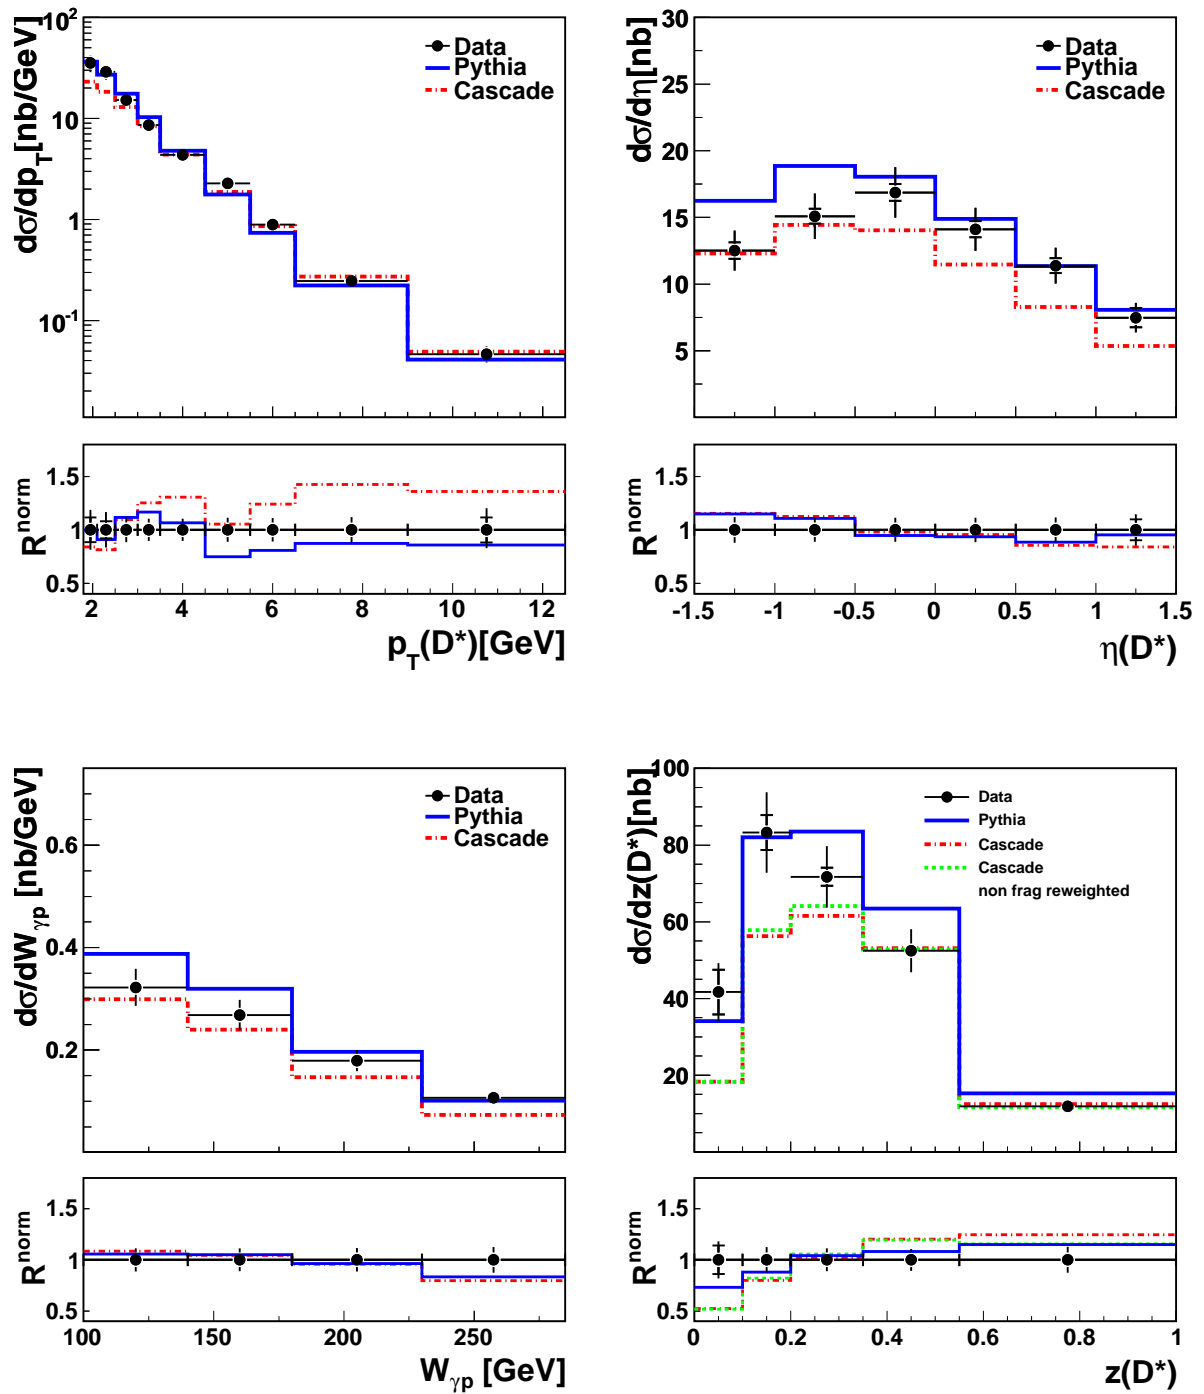 dσ/dp_T[nb/GeV]
10²
10
1
10⁻¹
Data
Pythia
Cascade
R^norm
1.5
1
0.5
2 4 6 8 10 12
p_T(D*)[GeV]
dσ/dη[nb]
30
25
20
15
10
5
Data
Pythia
Cascade
R^norm
1.5
1
0.5
-1.5 -1 -0.5 0 0.5 1 1.5
η(D*)
dσ/dW_γp [nb/GeV]
0.6
0.4
0.2
Data
Pythia
Cascade
R^norm
1.5
1
0.5
100 150 200 250
W_γp [GeV]
dσ/dz(D*)[nb]
100
80
60
40
20
Data
Pythia
Cascade
Cascade
non frag reweighted
R^norm
1.5
1
0.5
0 0.2 0.4 0.6 0.8 1
z(D*)